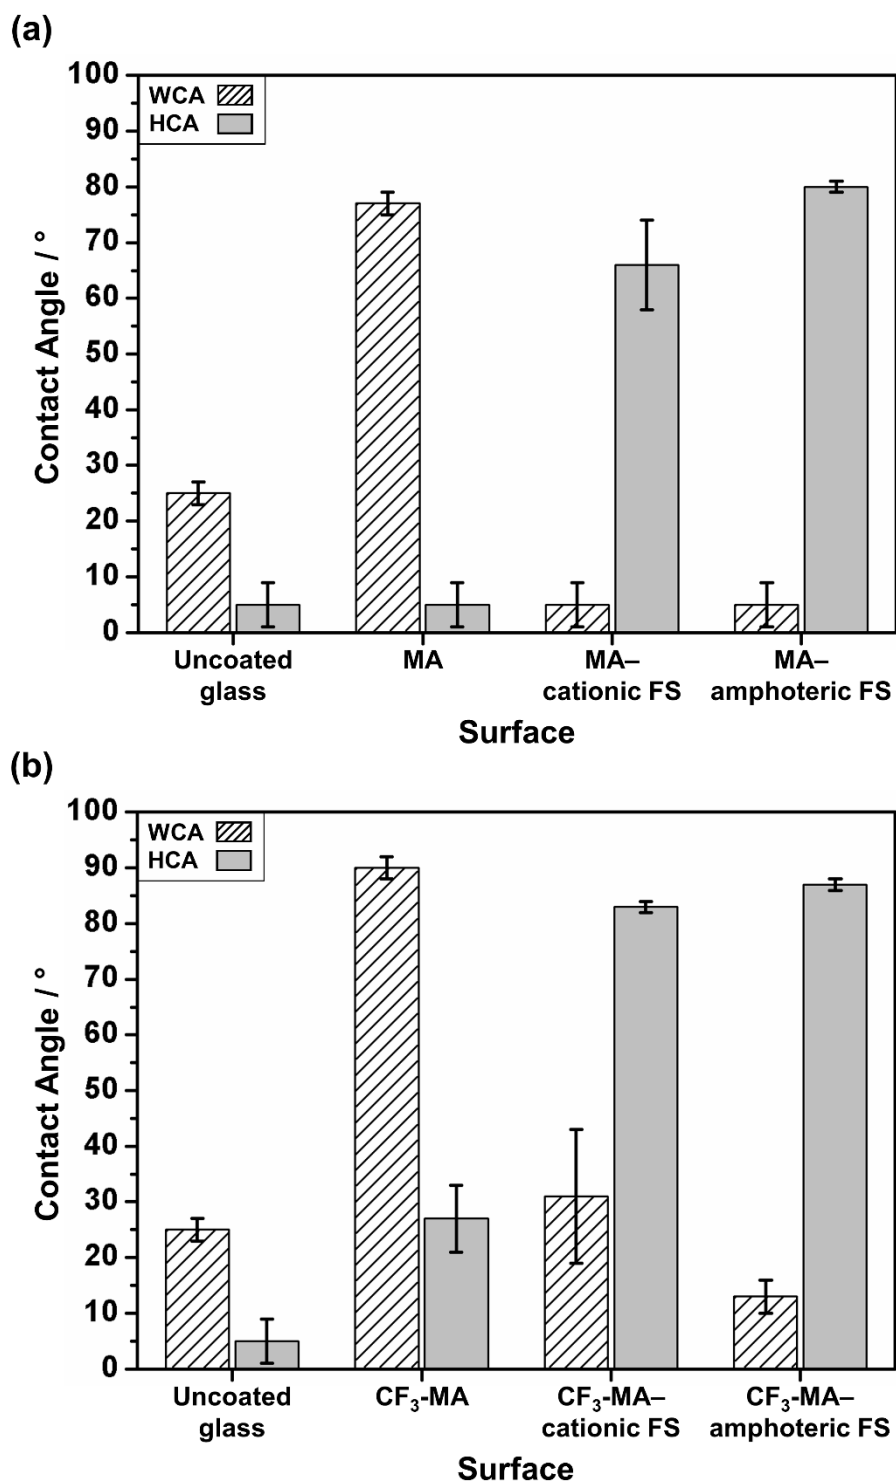 (a)
100
90
80
70
60
50
40
30
20
10
0
WCA
HCA
Contact Angle / °
Uncoated
glass
MA
MA–
cationic FS
MA–
amphoteric FS
Surface
(b)
100
90
80
70
60
50
40
30
20
10
0
WCA
HCA
Contact Angle / °
Uncoated
glass
CF₃-MA
CF₃-MA–
cationic FS
CF₃-MA–
amphoteric FS
Surface